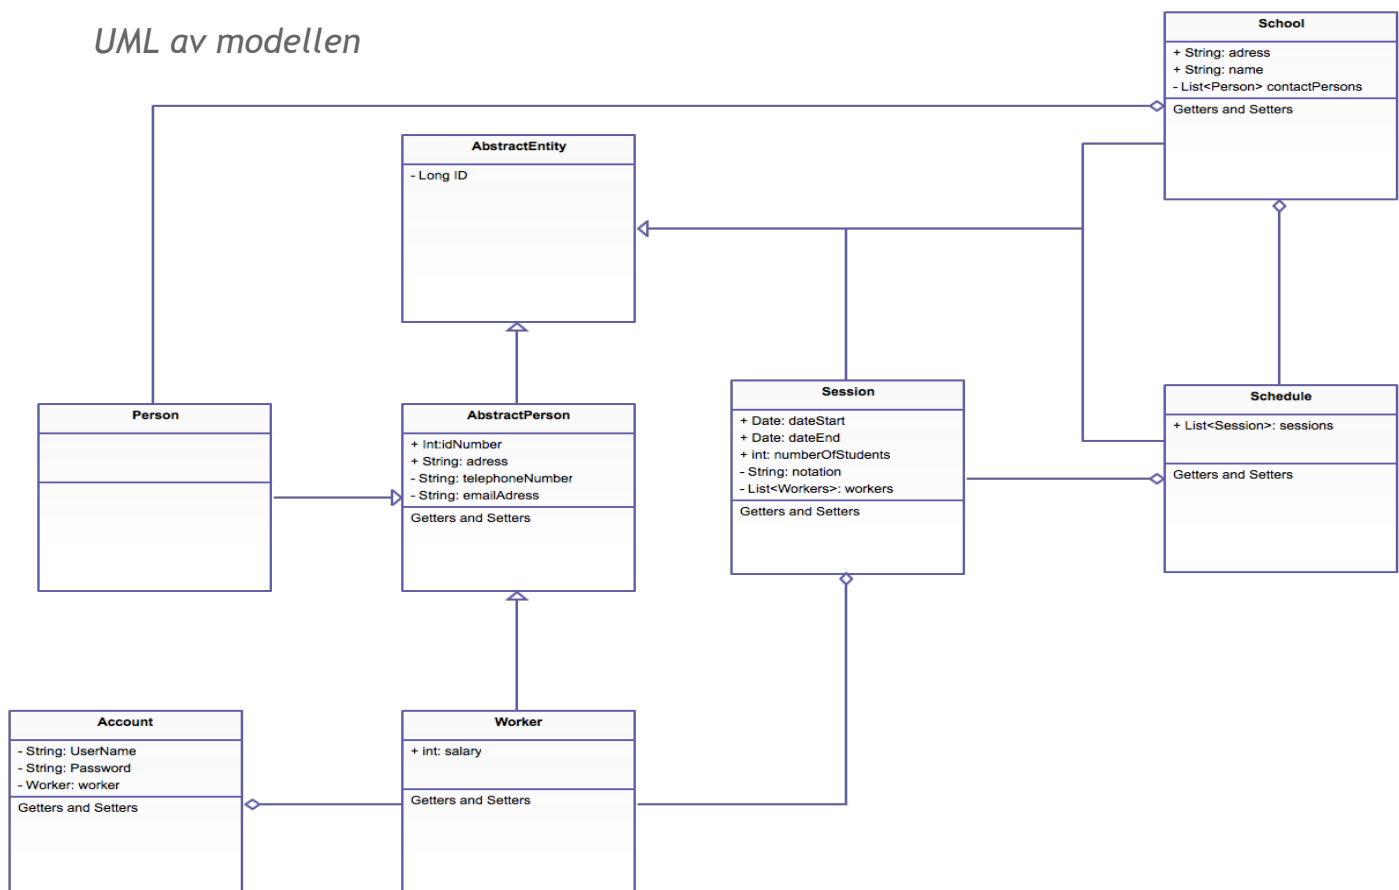 UML av modellen
School
+ String: adress
+ String: name
- List<Person> contactPersons
Getters and Setters
AbstractEntity
- Long ID
Person
AbstractPerson
+ Int:idNumber
+ String: adress
- String: telephoneNumber
- String: emailAdress
Getters and Setters
Session
+ Date: dateStart
+ Date: dateEnd
+ int: numberOfStudents
- String: notation
- List<Workers>: workers
Getters and Setters
Schedule
+ List<Session>: sessions
Getters and Setters
Account
- String: UserName
- String: Password
- Worker: worker
Getters and Setters
Worker
+ int: salary
Getters and Setters